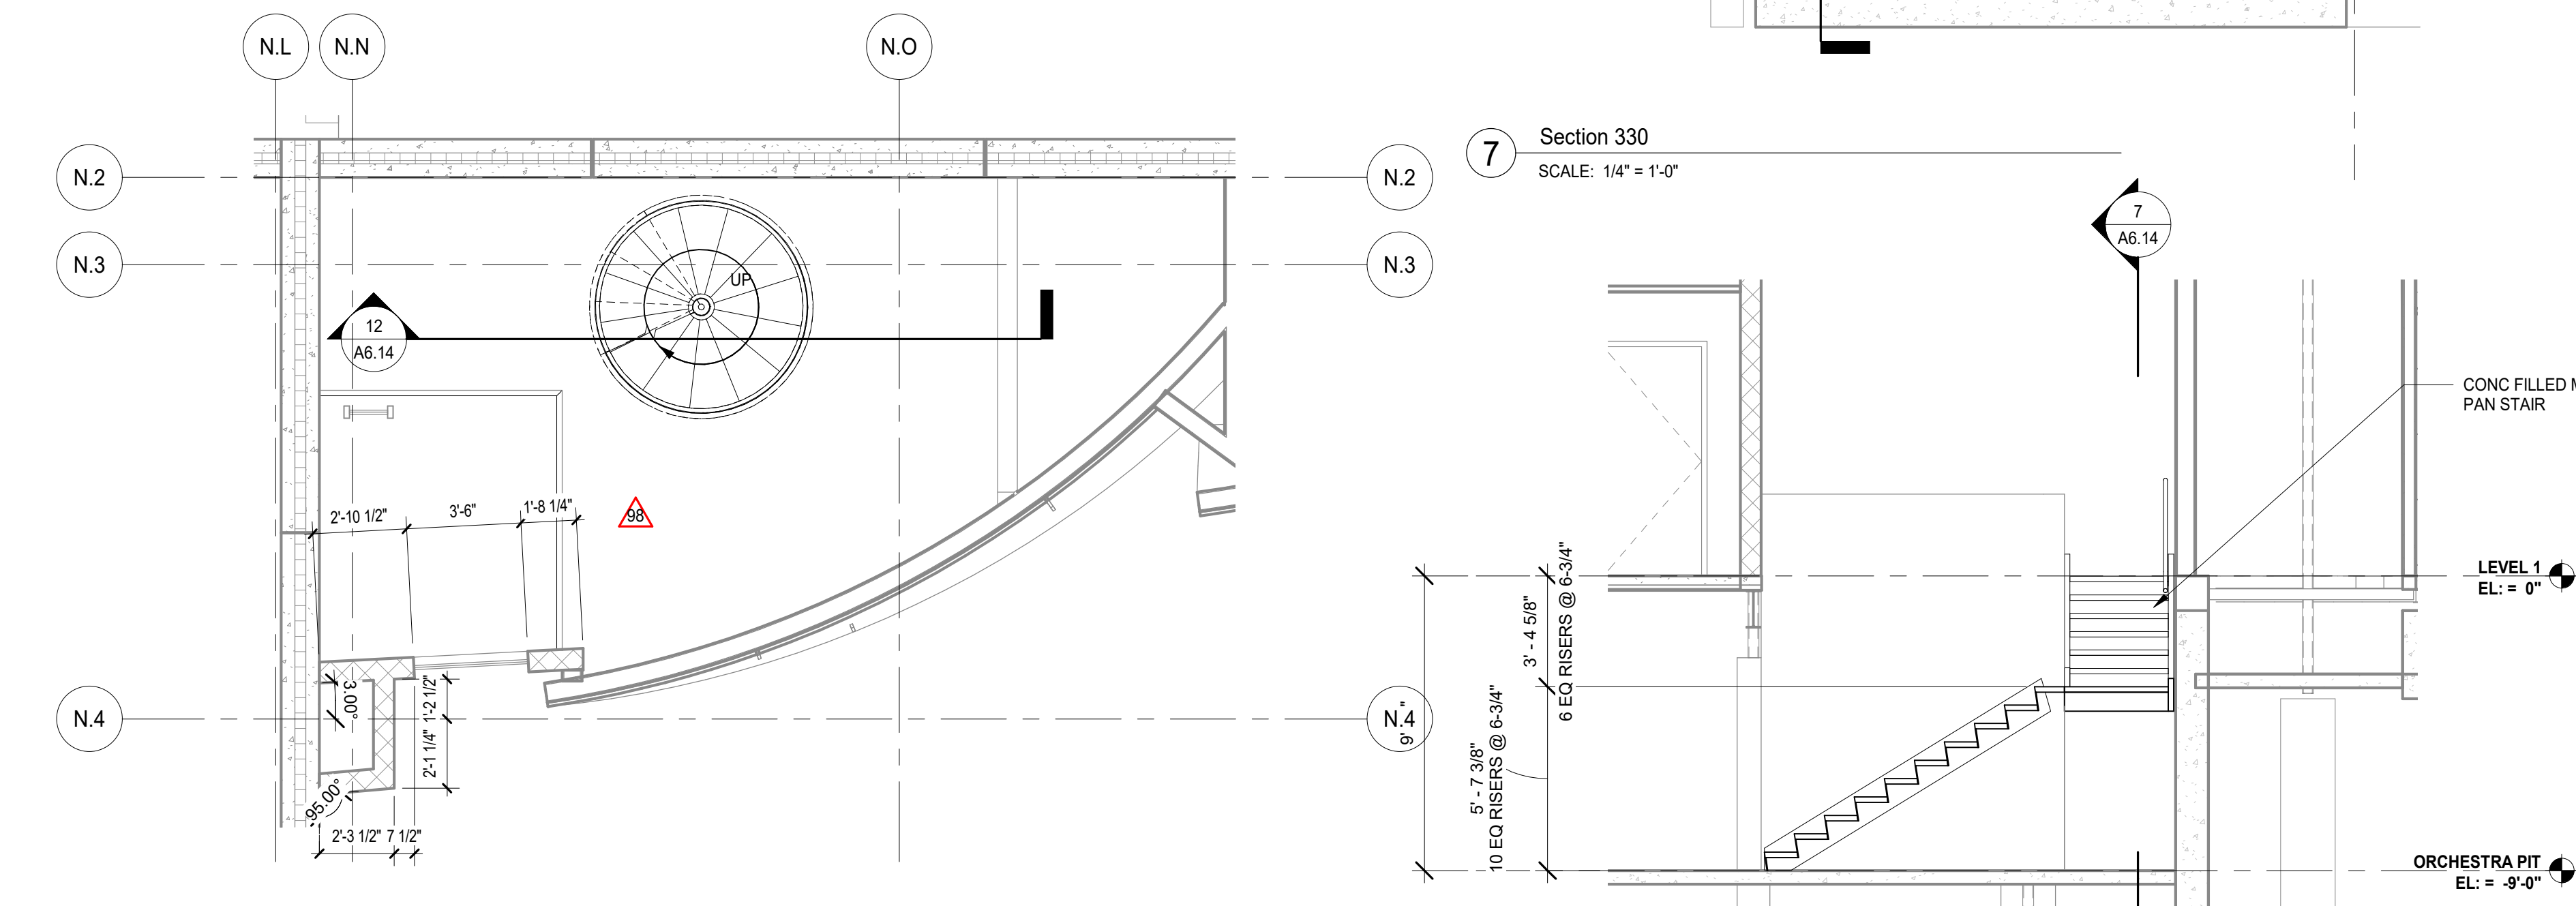 N.L
N.N
N.O
N.2
N.2
N.3
N.3
UP
12
A6.14
2'-10 1/2"
3'-6"
1'-8 1/4"
98
3.00°
1'-2 1/2"
2'-1 1/4"
95.00°
2'-3 1/2"
7 1/2"
N.4
N.4
7
Section 330
SCALE: 1/4" = 1'-0"
7
A6.14
CONC FILLED
PAN STAIR
3' - 4 5/8"
6 EQ RISERS @ 6-3/4"
5' - 7 3/8"
10 EQ RISERS @ 6-3/4"
LEVEL 1
EL: = 0"
ORCHESTRA PIT
EL: = -9'-0"